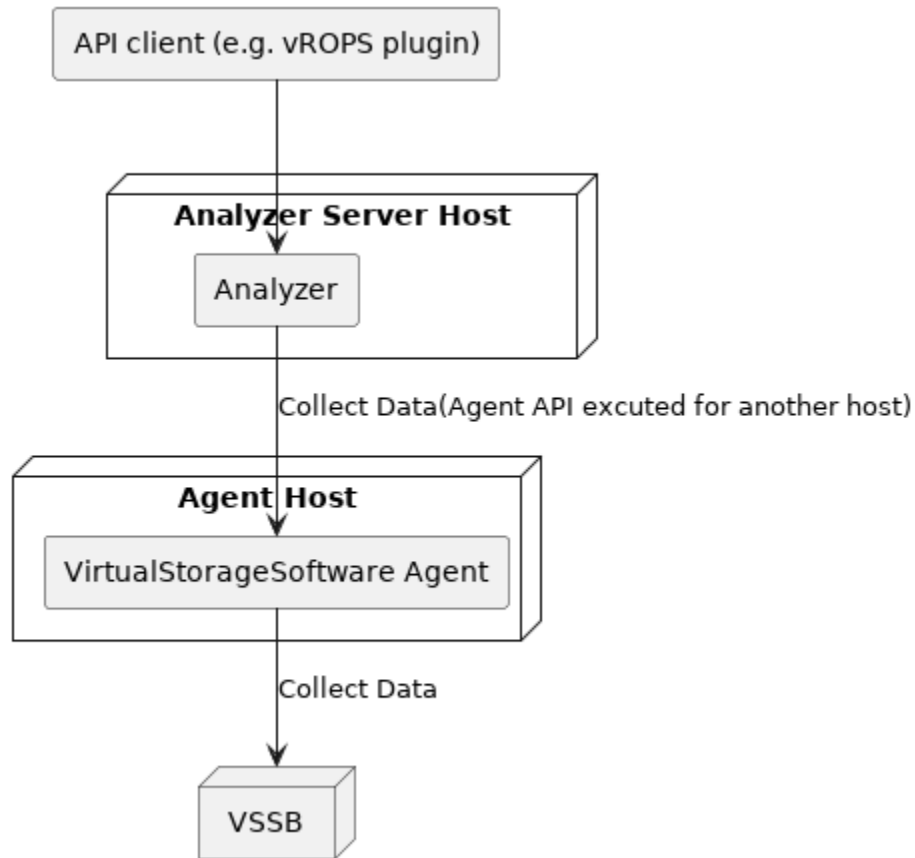 API client (e.g. vROPS plugin)
Analyzer Server Host
Analyzer
Collect Data(Agent API excuted for another host)
Agent Host
VirtualStorageSoftware Agent
Collect Data
VSSB